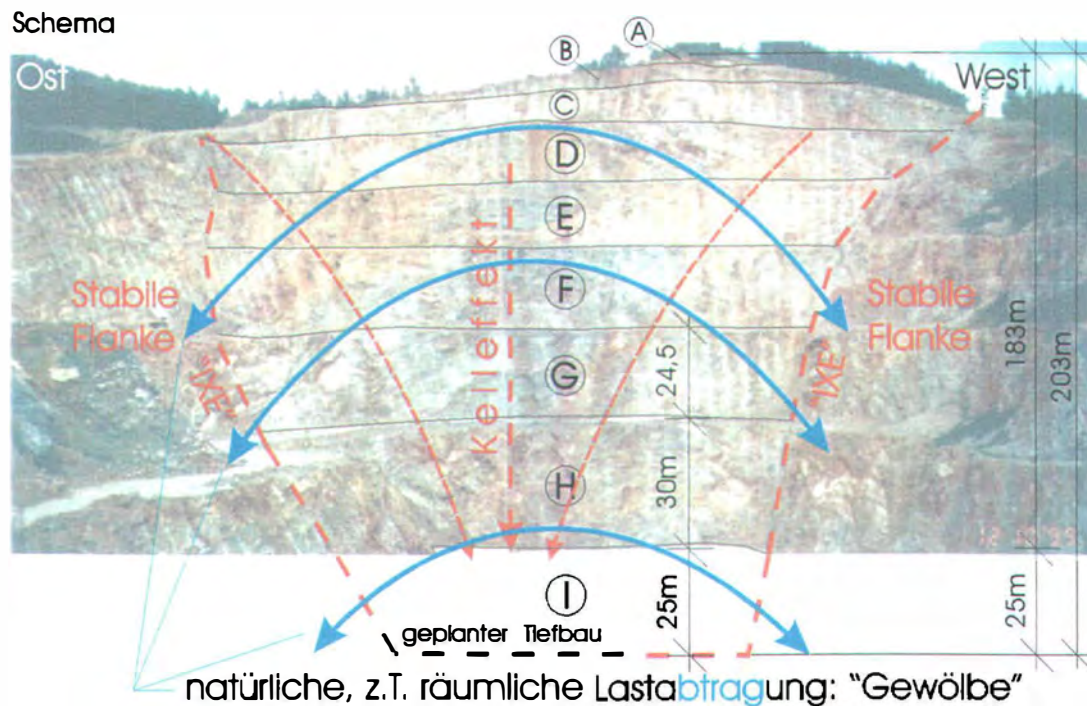 Schema
A
B
Ost
West
C
D
E
Keileffekt
F
Stabile
Flanke
Stabile
Flanke
183m
203m
"IXE"
"IXE"
24,5
G
H
30m
I
25m
25m
geplanter Tiefbau
natürliche, z.T. räumliche Lastabtragung: "Gewölbe"